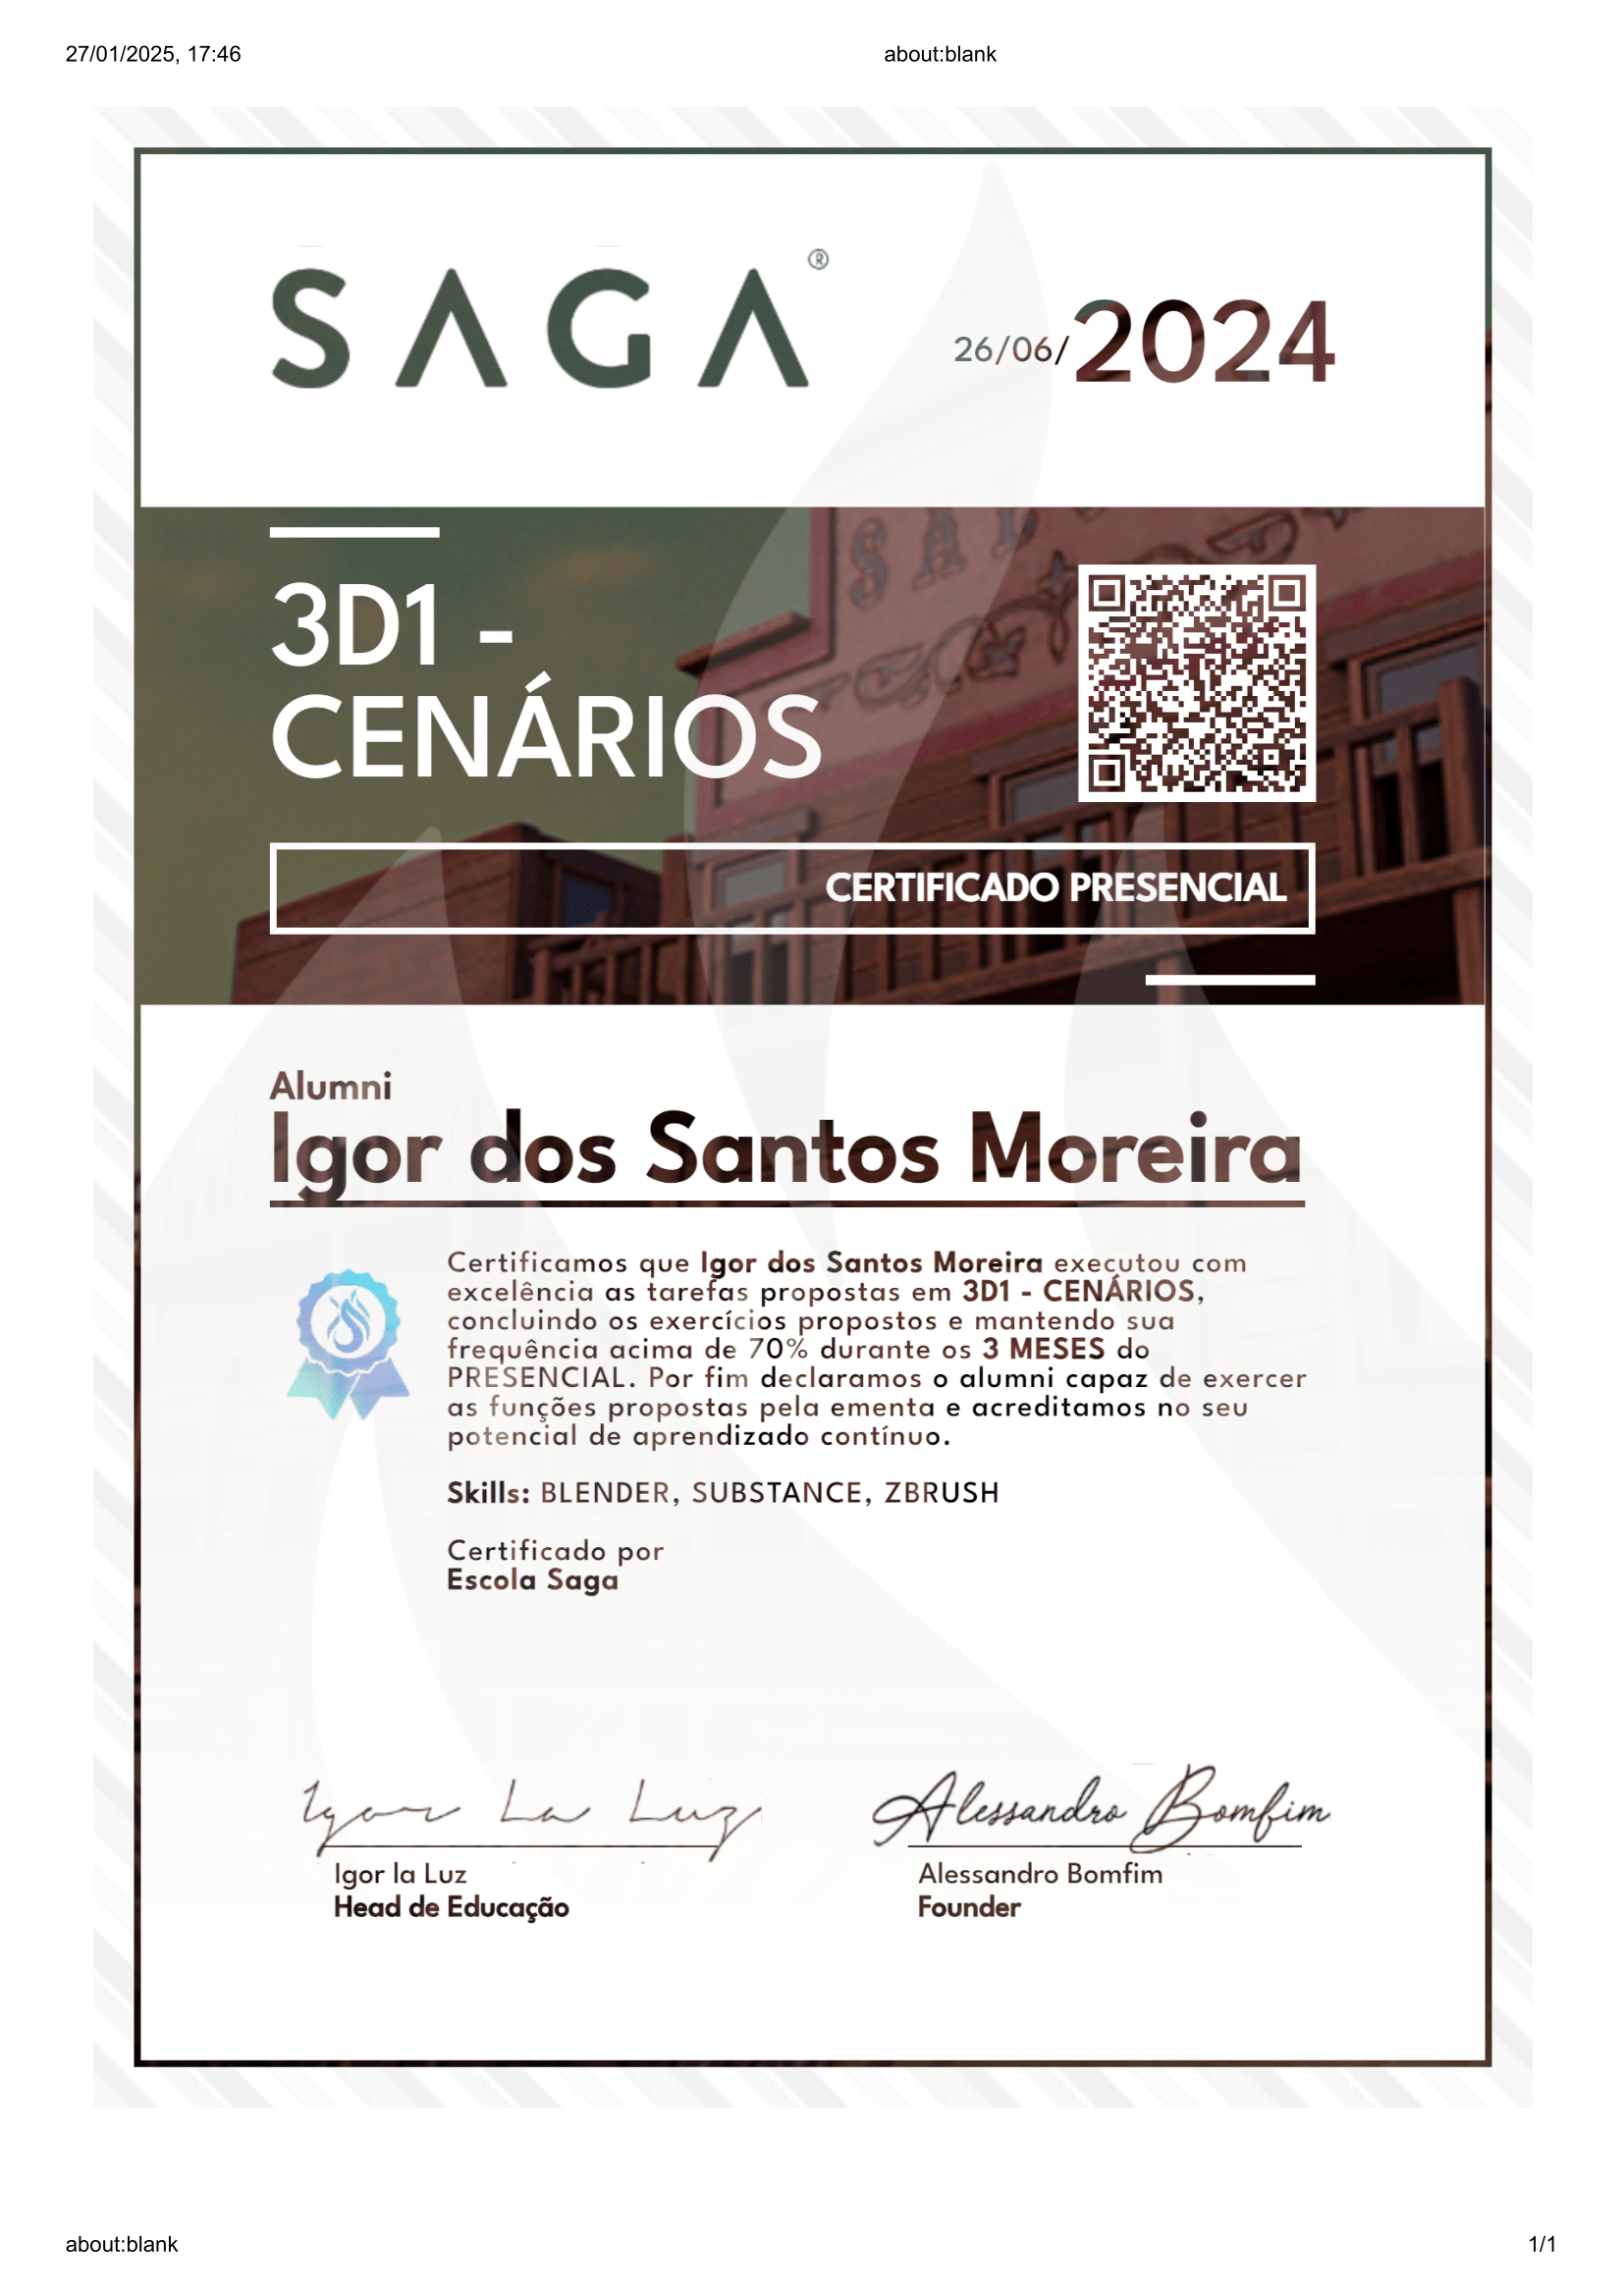 27/01/2025, 17:46
about:blank
SAGA®
26/06/2024
SAL
3D1 -
CENÁRIOS
CERTIFICADO PRESENCIAL
Alumni
Igor dos Santos Moreira
Certificamos que Igor dos Santos Moreira executou com
excelência as tarefas propostas em 3D1 - CENÁRIOS,
concluindo os exercícios propostos e mantendo sua
frequência acima de 70% durante os 3 MESES do
PRESENCIAL. Por fim declaramos o alumni capaz de exercer
as funções propostas pela ementa e acreditamos no seu
potencial de aprendizado contínuo.
Skills: BLENDER, SUBSTANCE, ZBRUSH
Certificado por
Escola Saga
Igor La Luz
Alessandro Bomfim
Igor la Luz
Head de Educação
Alessandro Bomfim
Founder
about:blank
1/1